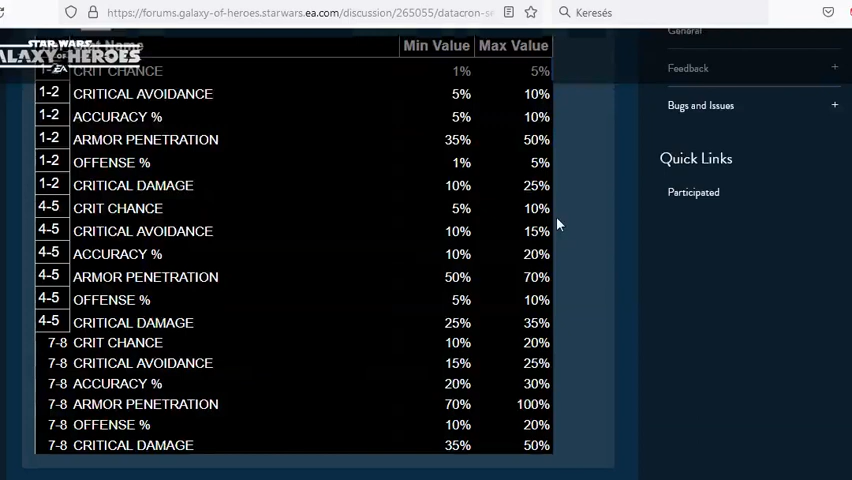 https://forums.galaxy-of-heroes.starwars.ea.com/discussion/265055/datacron-se
Keresés
STAR WARS
GALAXY OF HEROES
EA
Name Min Value Max Value
CRIT CHANCE 1% 5%
1-2 CRITICAL AVOIDANCE 5% 10%
1-2 ACCURACY % 5% 10%
1-2 ARMOR PENETRATION 35% 50%
1-2 OFFENSE % 1% 5%
1-2 CRITICAL DAMAGE 10% 25%
4-5 CRIT CHANCE 5% 10%
4-5 CRITICAL AVOIDANCE 10% 15%
4-5 ACCURACY % 10% 20%
4-5 ARMOR PENETRATION 50% 70%
4-5 OFFENSE % 5% 10%
4-5 CRITICAL DAMAGE 25% 35%
7-8 CRIT CHANCE 10% 20%
7-8 CRITICAL AVOIDANCE 15% 25%
7-8 ACCURACY % 20% 30%
7-8 ARMOR PENETRATION 70% 100%
7-8 OFFENSE % 10% 20%
7-8 CRITICAL DAMAGE 35% 50%
General
Feedback +
Bugs and Issues +
Quick Links
Participated